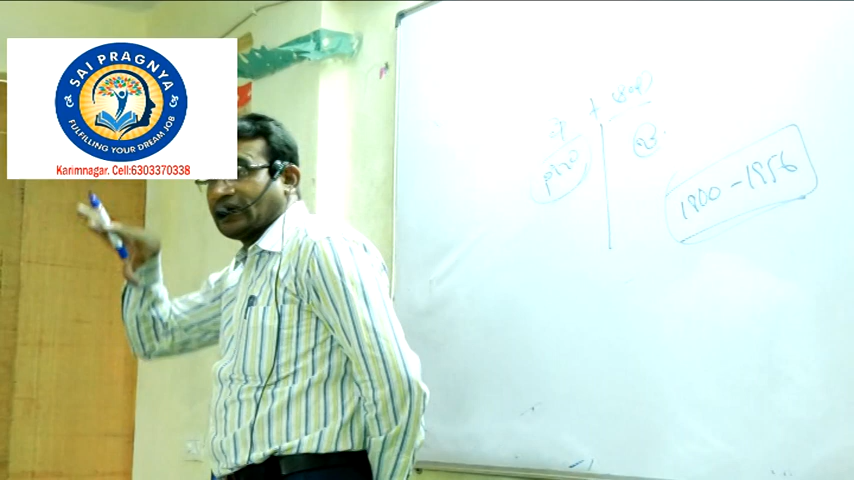 SAI PRAGNYA
FULFILLING YOUR DREAM JOB
Karimnagar. Cell:6303370338
+
1900-1956